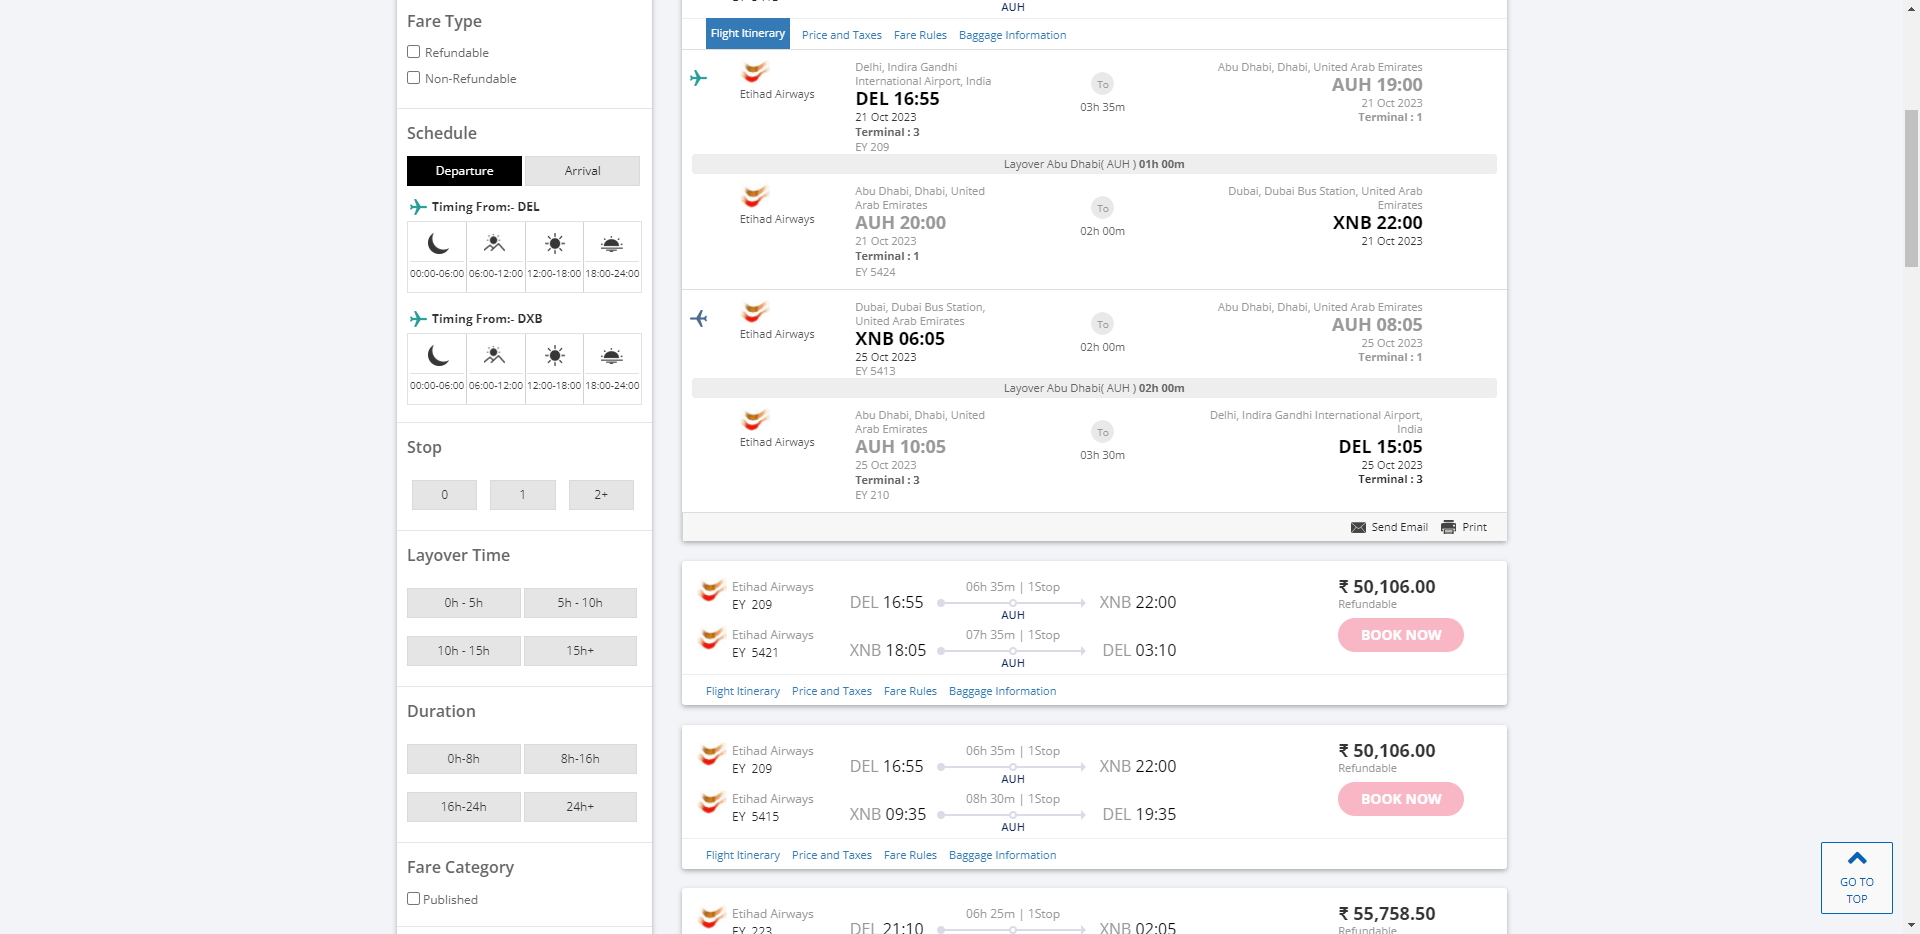 Fare Type
Refundable
Non-Refundable
Schedule
Departure
Arrival
Timing From:- DEL
00:00-06:00
06:00-12:00
12:00-18:00
18:00-24:00
Timing From:- DXB
00:00-06:00
06:00-12:00
12:00-18:00
18:00-24:00
Stop
0
1
2+
Layover Time
0h - 5h
5h - 10h
10h - 15h
15h+
Duration
0h-8h
8h-16h
16h-24h
24h+
Fare Category
Published
AUH
Flight Itinerary
Price and Taxes
Fare Rules
Baggage Information
Etihad Airways
Delhi, Indira Gandhi
International Airport, India
DEL 16:55
21 Oct 2023
Terminal : 3
EY 209
To
03h 35m
Abu Dhabi, Dhabi, United Arab Emirates
AUH 19:00
21 Oct 2023
Terminal : 1
Layover Abu Dhabi( AUH ) 01h 00m
Etihad Airways
Abu Dhabi, Dhabi, United
Arab Emirates
AUH 20:00
21 Oct 2023
Terminal : 1
EY 5424
To
02h 00m
Dubai, Dubai Bus Station, United Arab
Emirates
XNB 22:00
21 Oct 2023
Etihad Airways
Dubai, Dubai Bus Station,
United Arab Emirates
XNB 06:05
25 Oct 2023
EY 5413
To
02h 00m
Abu Dhabi, Dhabi, United Arab Emirates
AUH 08:05
25 Oct 2023
Terminal : 1
Layover Abu Dhabi( AUH ) 02h 00m
Etihad Airways
Abu Dhabi, Dhabi, United
Arab Emirates
AUH 10:05
25 Oct 2023
Terminal : 3
EY 210
To
03h 30m
Delhi, Indira Gandhi International Airport,
India
DEL 15:05
25 Oct 2023
Terminal : 3
Send Email
Print
Etihad Airways
EY 209
DEL 16:55
06h 35m | 1Stop
AUH
XNB 22:00
Etihad Airways
EY 5421
XNB 18:05
07h 35m | 1Stop
AUH
DEL 03:10
₹ 50,106.00
Refundable
BOOK NOW
Flight Itinerary
Price and Taxes
Fare Rules
Baggage Information
Etihad Airways
EY 209
DEL 16:55
06h 35m | 1Stop
AUH
XNB 22:00
Etihad Airways
EY 5415
XNB 09:35
08h 30m | 1Stop
AUH
DEL 19:35
₹ 50,106.00
Refundable
BOOK NOW
Flight Itinerary
Price and Taxes
Fare Rules
Baggage Information
Etihad Airways
EY 223
DEL 21:10
06h 25m | 1Stop
XNB 02:05
₹ 55,758.50
Refundable
GO TO
TOP